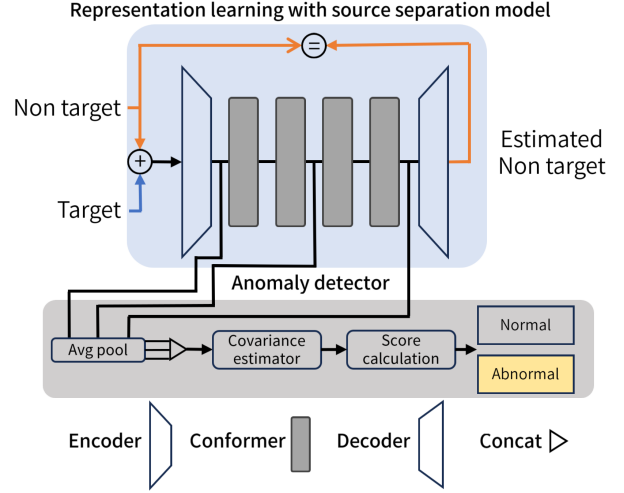 Representation learning with source separation model
=
Non target
+
Estimated
Non target
Target
Anomaly detector
Avg pool
Covariance
estimator
Score
calculation
Normal
Abnormal
Encoder
Conformer
Decoder
Concat